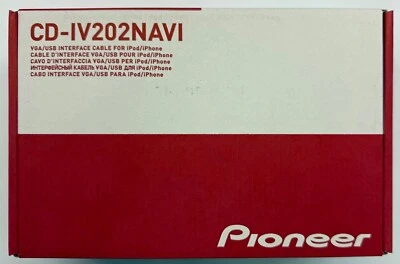 CD-IV202NAVI
VGA/USB INTERFACE CABLE FOR iPod/iPhone
CABLE D'INTERFACE VGA/USB POUR iPod/iPhone
CAVO D'INTERFACCIA VGA/USB PER iPod/iPhone
ИНТЕРФЕЙСНЫЙ КАБЕЛЬ VGA/USB ДЛЯ iPod/iPhone
CABO INTERFACE VGA/USB PARA iPod/iPhone
Pioneer